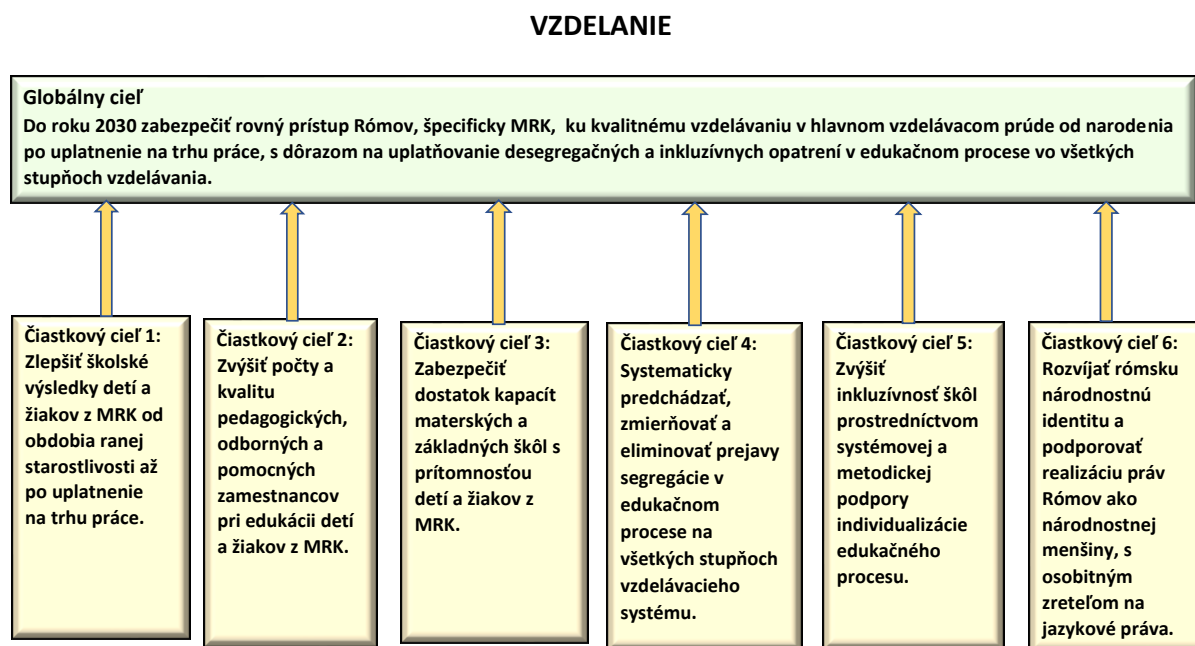 VZDELANIE
Globálny cieľ
Do roku 2030 zabezpečiť rovný prístup Rómov, špecificky MRK, ku kvalitnému vzdelávaniu v hlavnom vzdelávacom prúde od narodenia
po uplatnenie na trhu práce, s dôrazom na uplatňovanie desegregačných a inkluzívnych opatrení v edukačnom procese vo všetkých
stupňoch vzdelávania.
Čiastkový cieľ 1:
Zlepšiť školské
výsledky detí a
žiakov z MRK od
obdobia ranej
starostlivosti až
po uplatnenie
na trhu práce.
Čiastkový cieľ 2:
Zvýšiť počty a
kvalitu
pedagogických,
odborných a
pomocných
zamestnancov
pri edukácii detí
a žiakov z MRK.
Čiastkový cieľ 3:
Zabezpečiť
dostatok kapacít
materských a
základných škôl s
prítomnosťou
detí a žiakov z
MRK.
Čiastkový cieľ 4:
Systematicky
predchádzať,
zmierňovať a
eliminovať prejavy
segregácie v
edukačnom
procese na
všetkých stupňoch
vzdelávacieho
systému.
Čiastkový cieľ 5:
Zvýšiť
inkluzívnosť škôl
prostredníctvom
systémovej a
metodickej
podpory
individualizácie
edukačného
procesu.
Čiastkový cieľ 6:
Rozvíjať rómsku
národnostnú
identitu a
podporovať
realizáciu práv
Rómov ako
národnostnej
menšiny, s
osobitným
zreteľom na
jazykové práva.